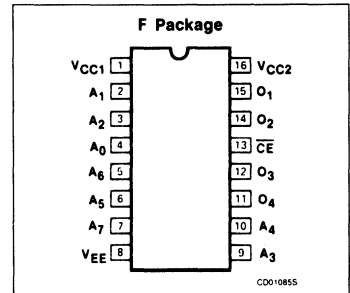 F Package
VCC1 1 16 VCC2
A1 2 15 O1
A2 3 14 O2
A0 4 13 C̅E̅
A6 5 12 O3
A5 6 11 O4
A7 7 10 A4
VEE 8 9 A3
CD01085S